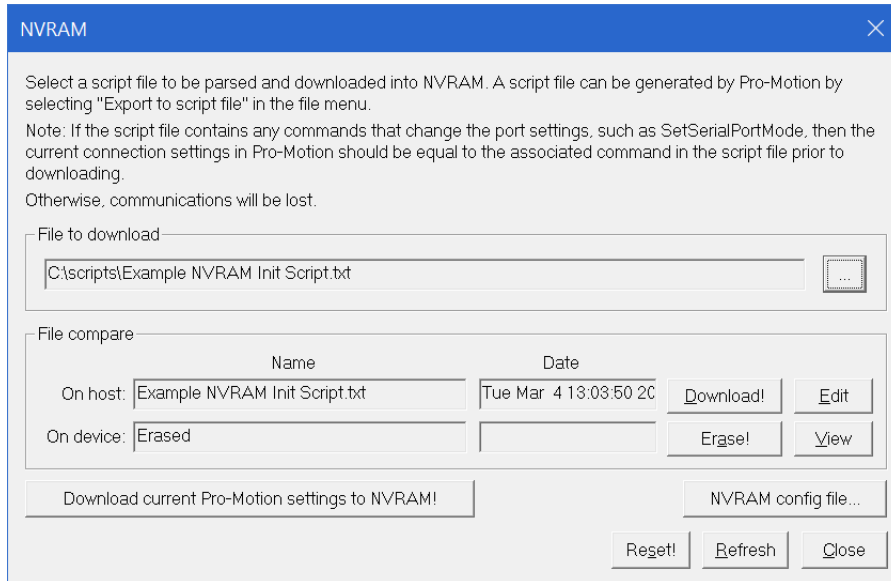 NVRAM
Select a script file to be parsed and downloaded into NVRAM. A script file can be generated by Pro-Motion by
selecting "Export to script file" in the file menu.
Note: If the script file contains any commands that change the port settings, such as SetSerialPortMode, then the
current connection settings in Pro-Motion should be equal to the associated command in the script file prior to
downloading.
Otherwise, communications will be lost.
File to download
C:\scripts\Example NVRAM Init Script.txt ...
File compare
Name Date
On host: Example NVRAM Init Script.txt Tue Mar 4 13:03:50 20 Download! Edit
On device: Erased Erase! View
Download current Pro-Motion settings to NVRAM! NVRAM config file...
Reset! Refresh Close